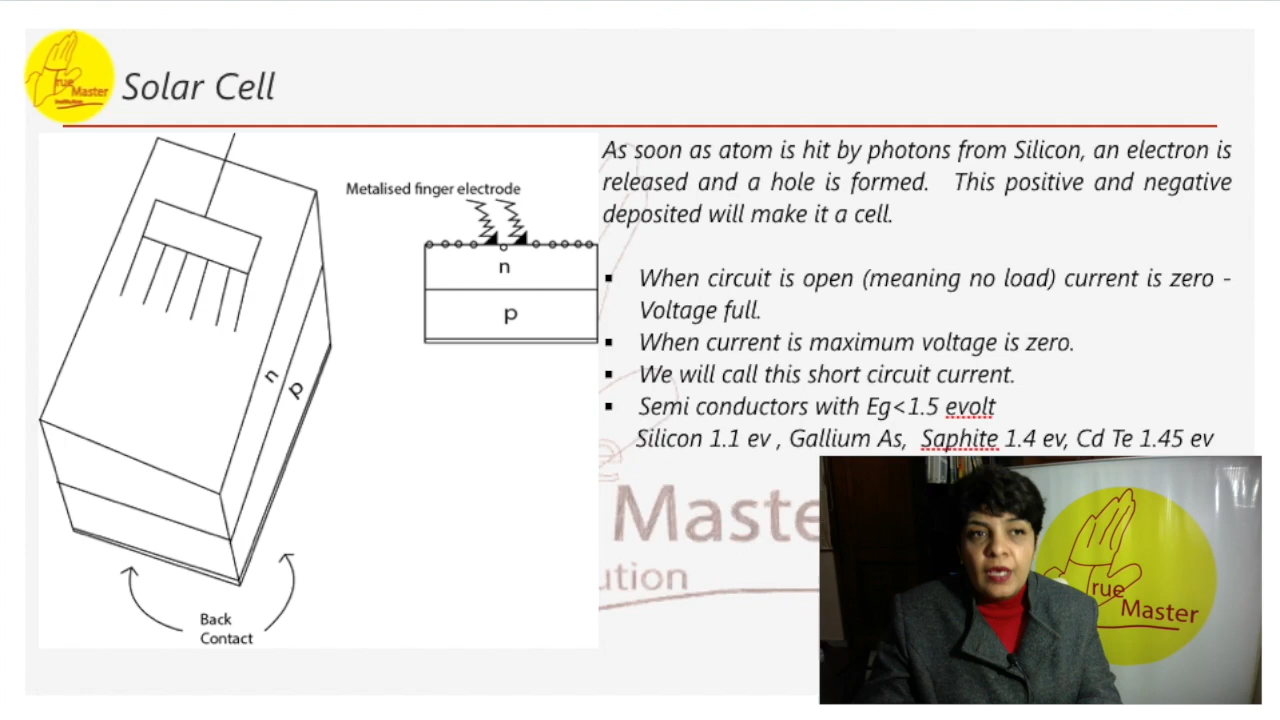 rue
Master
Solar Cell
Metalised finger electrode
n
p
n
p
Back
Contact
As soon as atom is hit by photons from Silicon, an electron is
released and a hole is formed. This positive and negative
deposited will make it a cell.
▪ When circuit is open (meaning no load) current is zero -
Voltage full.
▪ When current is maximum voltage is zero.
▪ We will call this short circuit current.
▪ Semi conductors with Eg<1.5 evolt
Silicon 1.1 ev , Gallium As, Saphite 1.4 ev, Cd Te 1.45 ev
Maste
ution
rue
Master